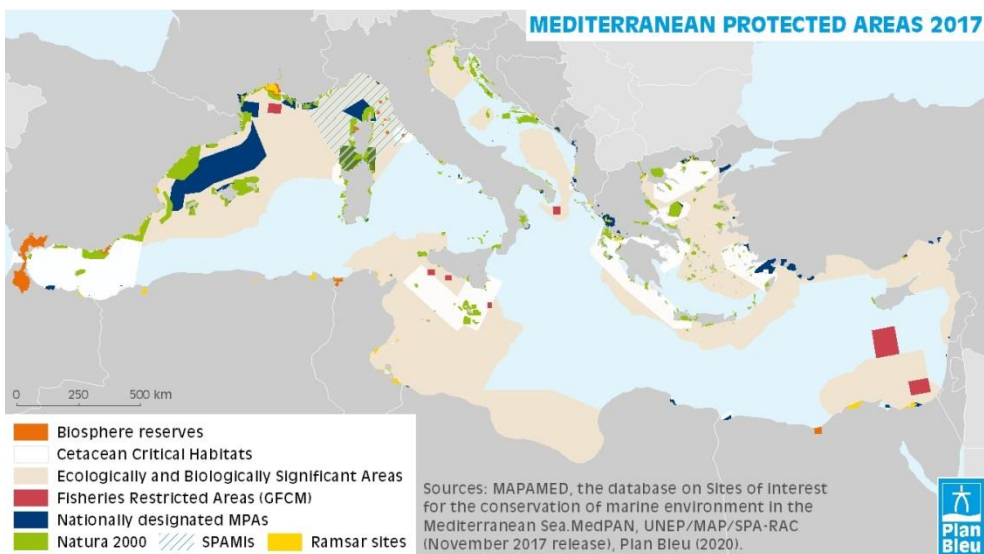 MEDITERRANEAN PROTECTED AREAS 2017
0 250 500 km
Biosphere reserves
Cetacean Critical Habitats
Ecologically and Biologically Significant Areas
Fisheries Restricted Areas (GFCM)
Nationally designated MPAs
Natura 2000 SPAMIs Ramsar sites
Sources: MAPAMED, the database on Sites of Interest
for the conservation of marine environment in the
Mediterranean Sea.MedPAN, UNEP/MAP/SPA-RAC
(November 2017 release), Plan Bleu (2020).
Plan
Bleu